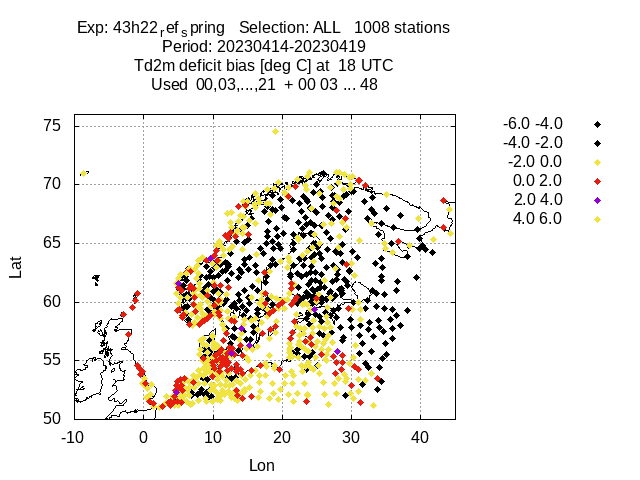 Exp: 43h22refspring Selection: ALL 1008 stations
Period: 20230414-20230419
Td2m deficit bias [deg C] at 18 UTC
Used 00,03,...,21 + 00 03 ... 48
-6.0 -4.0
-4.0 -2.0
-2.0 0.0
0.0 2.0
2.0 4.0
4.0 6.0
75
70
65
60
55
50
Lat
-10 0 10 20 30 40
Lon